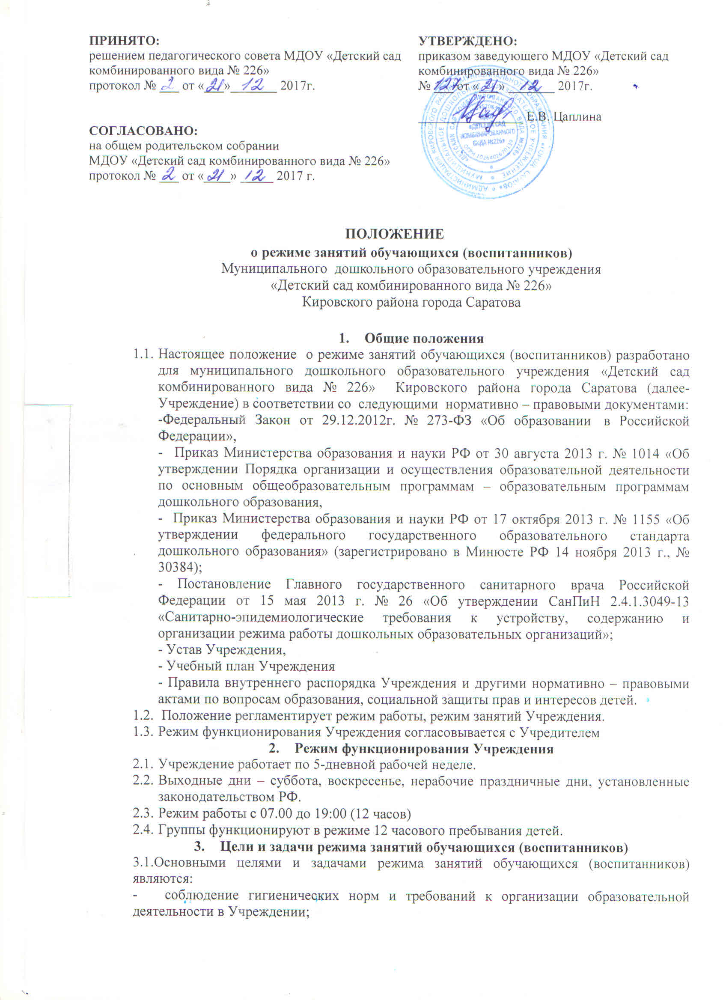 ПРИНЯТО:
решением педагогического совета МДОУ «Детский сад
комбинированного вида № 226»
протокол № 2 от «21» 12 2017г.
СОГЛАСОВАНО:
на общем родительском собрании
МДОУ «Детский сад комбинированного вида № 226»
протокол № 2 от «21» 12 2017 г.
УТВЕРЖДЕНО:
приказом заведующего МДОУ «Детский сад
комбинированного вида № 226»
№ 127 от «21» 12 2017г.
Е.В. Цаплина
«ДЕТСКИЙ САД
КОМБИНИРОВАННОГО
ВИДА №226»
ОГРН 1026402670139
ПОЛОЖЕНИЕ
о режиме занятий обучающихся (воспитанников)
Муниципального дошкольного образовательного учреждения
«Детский сад комбинированного вида № 226»
Кировского района города Саратова
1. Общие положения
1.1. Настоящее положение о режиме занятий обучающихся (воспитанников) разработано
для муниципального дошкольного образовательного учреждения «Детский сад
комбинированного вида № 226» Кировского района города Саратова (далее-
Учреждение) в соответствии со следующими нормативно – правовыми документами:
-Федеральный Закон от 29.12.2012г. № 273-ФЗ «Об образовании в Российской
Федерации»,
- Приказ Министерства образования и науки РФ от 30 августа 2013 г. № 1014 «Об
утверждении Порядка организации и осуществления образовательной деятельности
по основным общеобразовательным программам – образовательным программам
дошкольного образования,
- Приказ Министерства образования и науки РФ от 17 октября 2013 г. № 1155 «Об
утверждении федерального государственного образовательного стандарта
дошкольного образования» (зарегистрировано в Минюсте РФ 14 ноября 2013 г., №
30384);
- Постановление Главного государственного санитарного врача Российской
Федерации от 15 мая 2013 г. № 26 «Об утверждении СанПиН 2.4.1.3049-13
«Санитарно-эпидемиологические требования к устройству, содержанию и
организации режима работы дошкольных образовательных организаций»;
- Устав Учреждения,
- Учебный план Учреждения
- Правила внутреннего распорядка Учреждения и другими нормативно – правовыми
актами по вопросам образования, социальной защиты прав и интересов детей.
1.2. Положение регламентирует режим работы, режим занятий Учреждения.
1.3. Режим функционирования Учреждения согласовывается с Учредителем
2. Режим функционирования Учреждения
2.1. Учреждение работает по 5-дневной рабочей неделе.
2.2. Выходные дни – суббота, воскресенье, нерабочие праздничные дни, установленные
законодательством РФ.
2.3. Режим работы с 07.00 до 19:00 (12 часов)
2.4. Группы функционируют в режиме 12 часового пребывания детей.
3. Цели и задачи режима занятий обучающихся (воспитанников)
3.1.Основными целями и задачами режима занятий обучающихся (воспитанников)
являются:
- соблюдение гигиенических норм и требований к организации образовательной
деятельности в Учреждении;